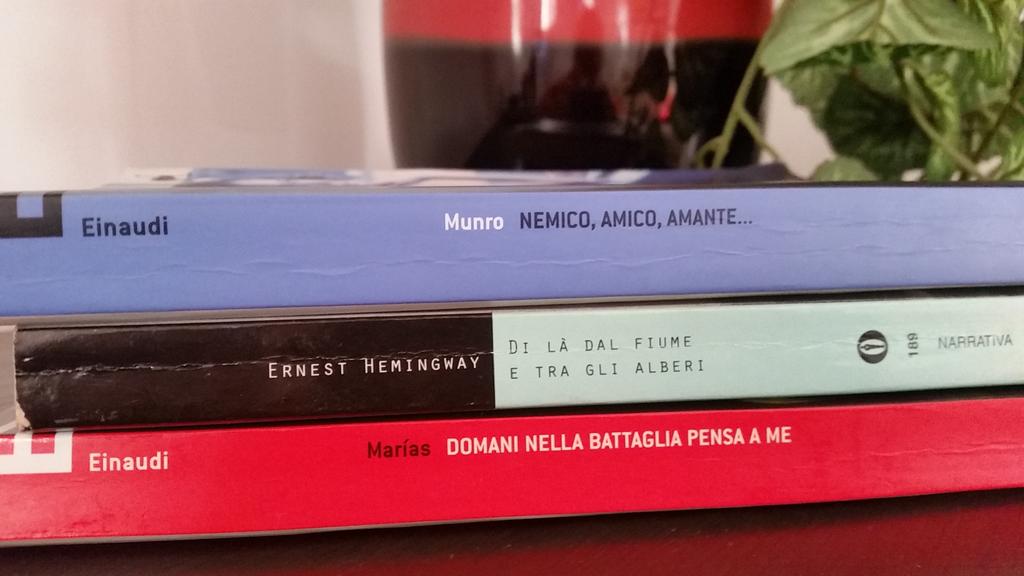 Einaudi Munro NEMICO, AMICO, AMANTE...
ERNEST HEMINGWAY
DI LÀ DAL FIUME
E TRA GLI ALBERI
189 NARRATIVA
Einaudi Marías DOMANI NELLA BATTAGLIA PENSA A ME